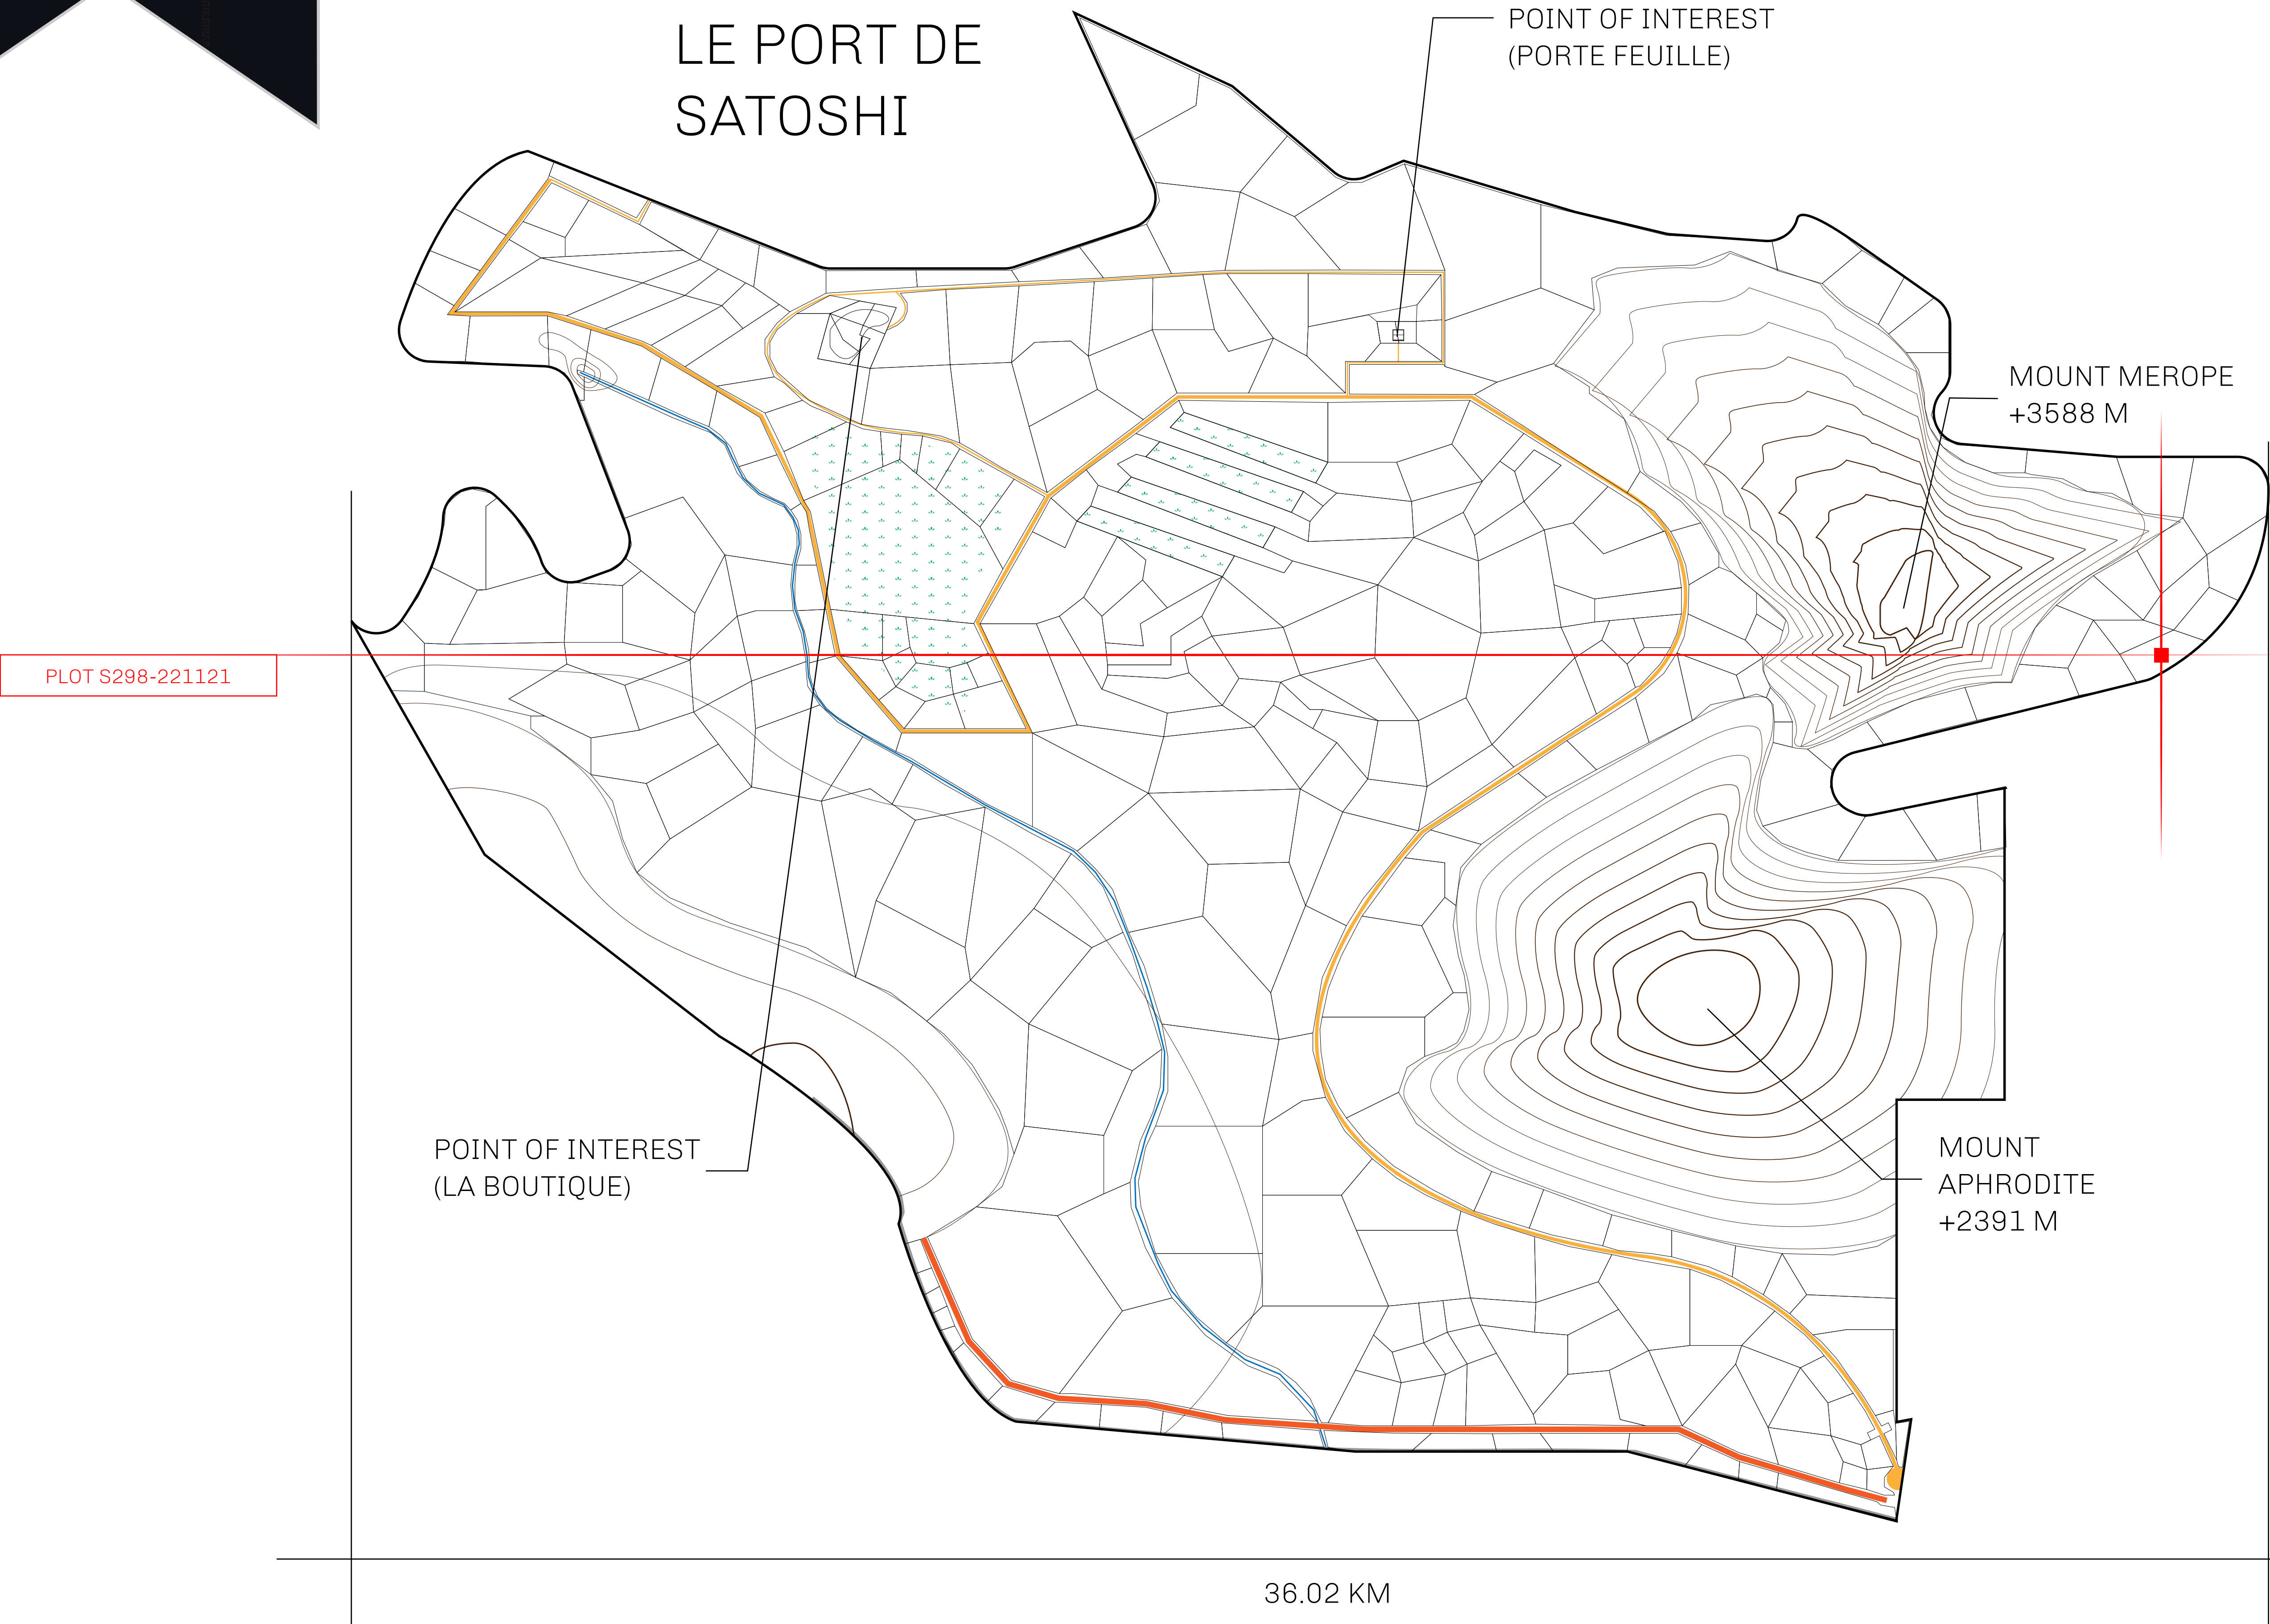 LE PORT DE
SATOSHI
POINT OF INTEREST
(PORTE FEUILLE)
MOUNT MEROPE
+3588 M
PLOT S298-221121
POINT OF INTEREST
(LA BOUTIQUE)
MOUNT
APHRODITE
+2391 M
36.02 KM